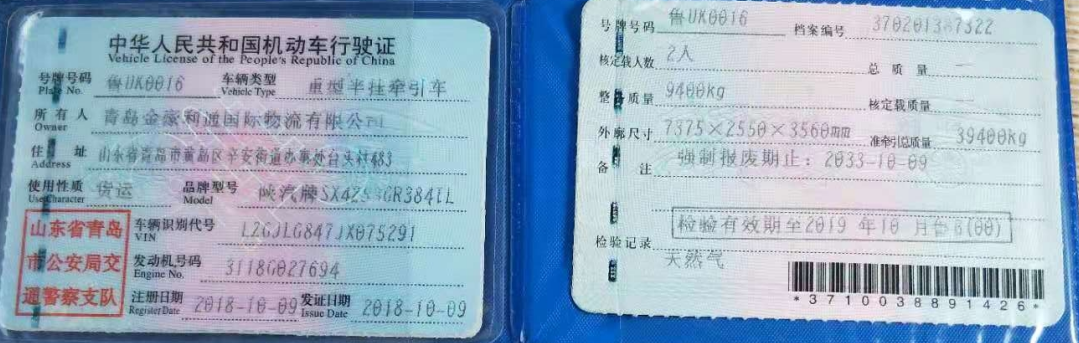 中华人民共和国机动车行驶证
Vehicle License of the People's Republic of China
号牌号码 鲁UK0016 车辆类型 重型半挂牵引车
Plate No. Vehicle Type
所有人 青岛金豪利通国际物流有限公司
Owner
住址 山东省青岛市黄岛区辛安街道办事处台头村483
Address
使用性质 货运 品牌型号 陕汽牌
Use Character Model
山东省青岛
市公安局交
通警察支队
车辆识别代号 LZGJLG847JX075291
VIN
发动机号码 3118G027694
Engine No.
注册日期 2018-10-09 发证日期 2018-10-09
Register Date Issue Date
号牌号码 鲁UK0016 档案编号
核定载人数 2人 总质量 --
整备质量 9400kg 核定载质量 --
外廓尺寸 7375×2550×3560mm 准牵引总质量 39400kg
备注 强制报废期止:2033-10-09
检验有效期至2019年10月鲁B(00)
检验记录
天然气
*3710038891426*